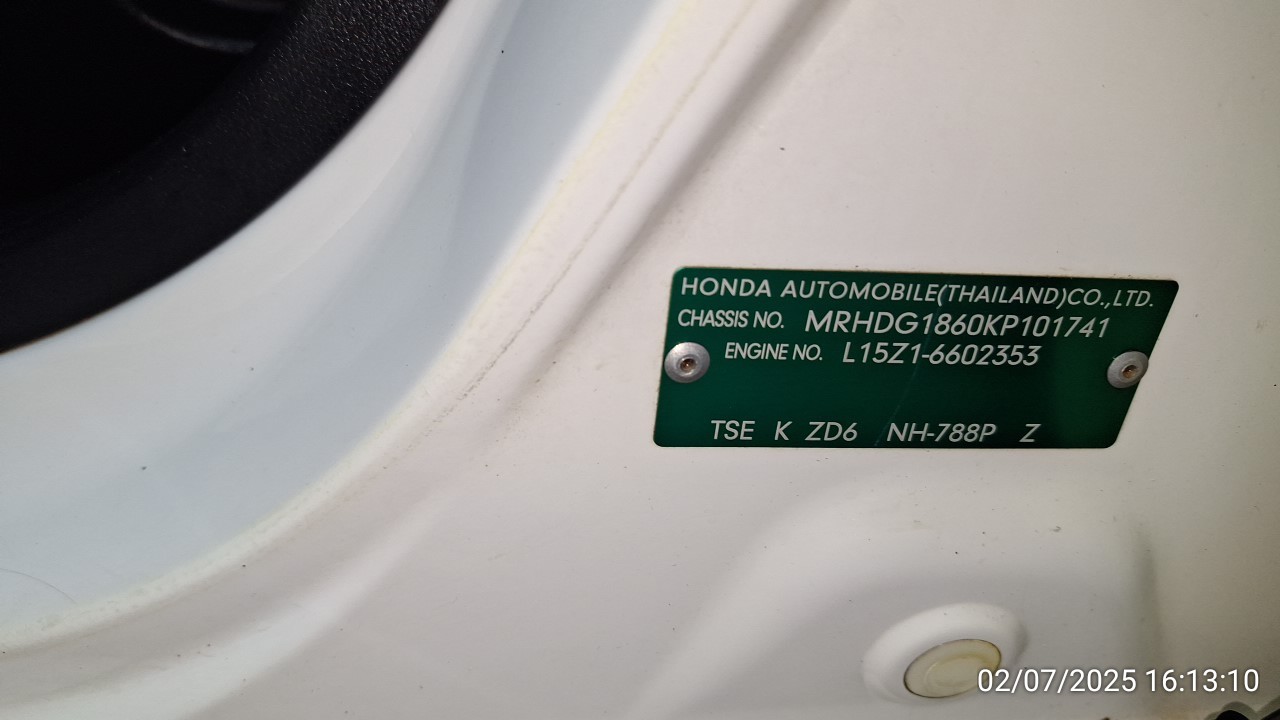 HONDA AUTOMOBILE(THAILAND)CO.,LTD.
CHASSIS NO. MRHDG1860KP101741
ENGINE NO. L15Z1-6602353
TSE K ZD6 NH-788P Z
02/07/2025 16:13:10